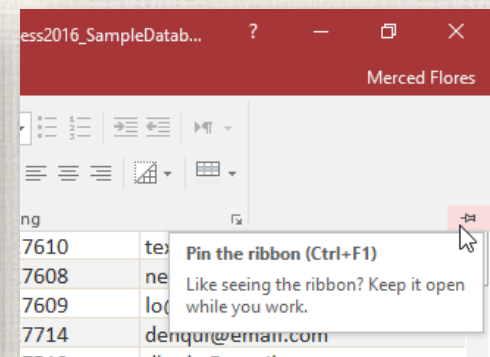 ess2016_SampleDatab... ?
Merced Flores
ng
7610 te
7608 ne
7609 lo
7714 denqui@email.com
Pin the ribbon (Ctrl+F1)
Like seeing the ribbon? Keep it open
while you work.